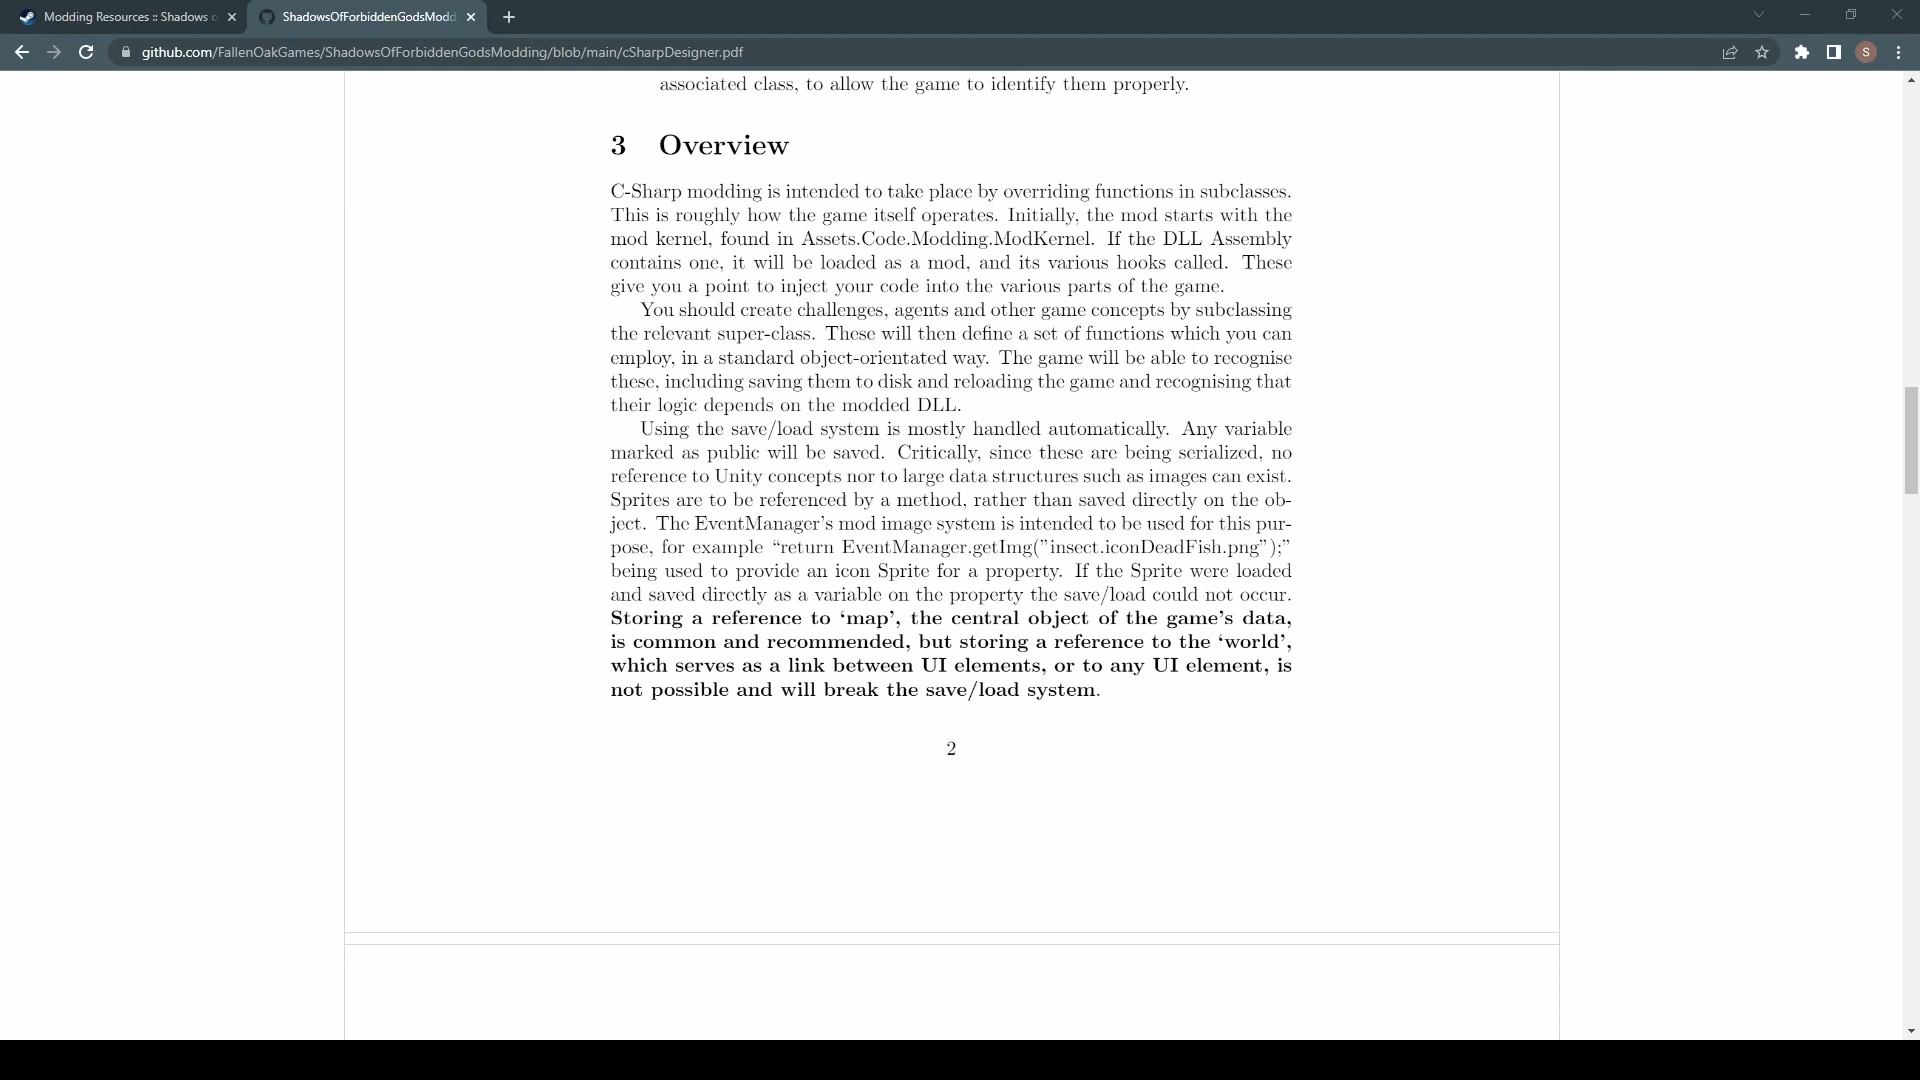 Modding Resources :: Shadows o
ShadowsOfForbiddenGodsModd
github.com/FallenOakGames/ShadowsOfForbiddenGodsModding/blob/main/cSharpDesigner.pdf
S
associated class, to allow the game to identify them properly.
3 Overview
C-Sharp modding is intended to take place by overriding functions in subclasses.
This is roughly how the game itself operates. Initially, the mod starts with the
mod kernel, found in Assets.Code.Modding.ModKernel. If the DLL Assembly
contains one, it will be loaded as a mod, and its various hooks called. These
give you a point to inject your code into the various parts of the game.
You should create challenges, agents and other game concepts by subclassing
the relevant super-class. These will then define a set of functions which you can
employ, in a standard object-orientated way. The game will be able to recognise
these, including saving them to disk and reloading the game and recognising that
their logic depends on the modded DLL.
Using the save/load system is mostly handled automatically. Any variable
marked as public will be saved. Critically, since these are being serialized, no
reference to Unity concepts nor to large data structures such as images can exist.
Sprites are to be referenced by a method, rather than saved directly on the ob-
ject. The EventManager’s mod image system is intended to be used for this pur-
pose, for example “return EventManager.getImg(”insect.iconDeadFish.png”);”
being used to provide an icon Sprite for a property. If the Sprite were loaded
and saved directly as a variable on the property the save/load could not occur.
Storing a reference to ‘map’, the central object of the game’s data,
is common and recommended, but storing a reference to the ‘world’,
which serves as a link between UI elements, or to any UI element, is
not possible and will break the save/load system.
2